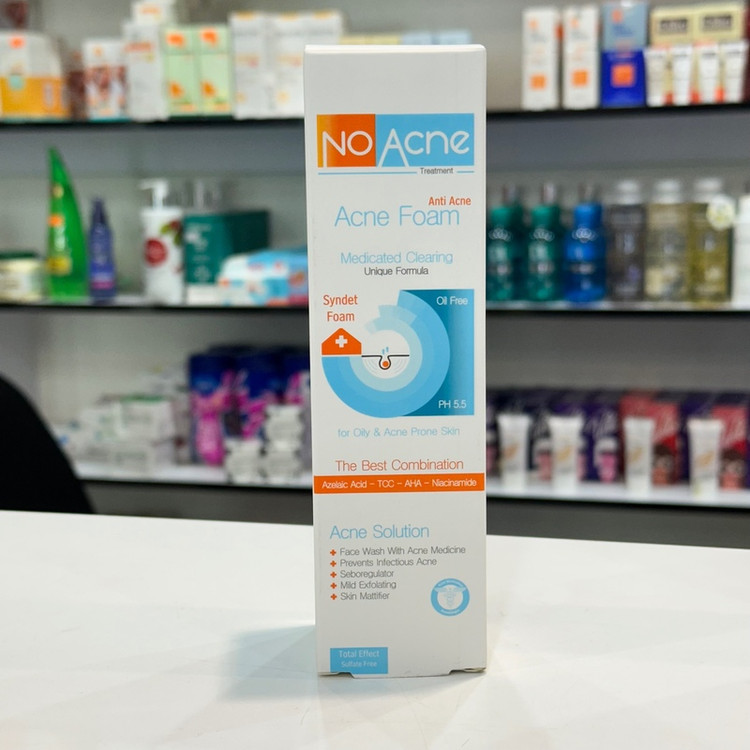 NO Acne
Treatment
Anti Acne
Acne Foam
Medicated Clearing
Unique Formula
Syndet
Foam
Oil Free
PH 5.5
for Oily & Acne Prone Skin
The Best Combination
Azelaic Acid - TCC - AHA - Niacinamide
Acne Solution
Face Wash With Acne Medicine
Prevents Infectious Acne
Seboregulator
Mild Exfolating
Skin Mattifier
Total Effect
Sulfate Free